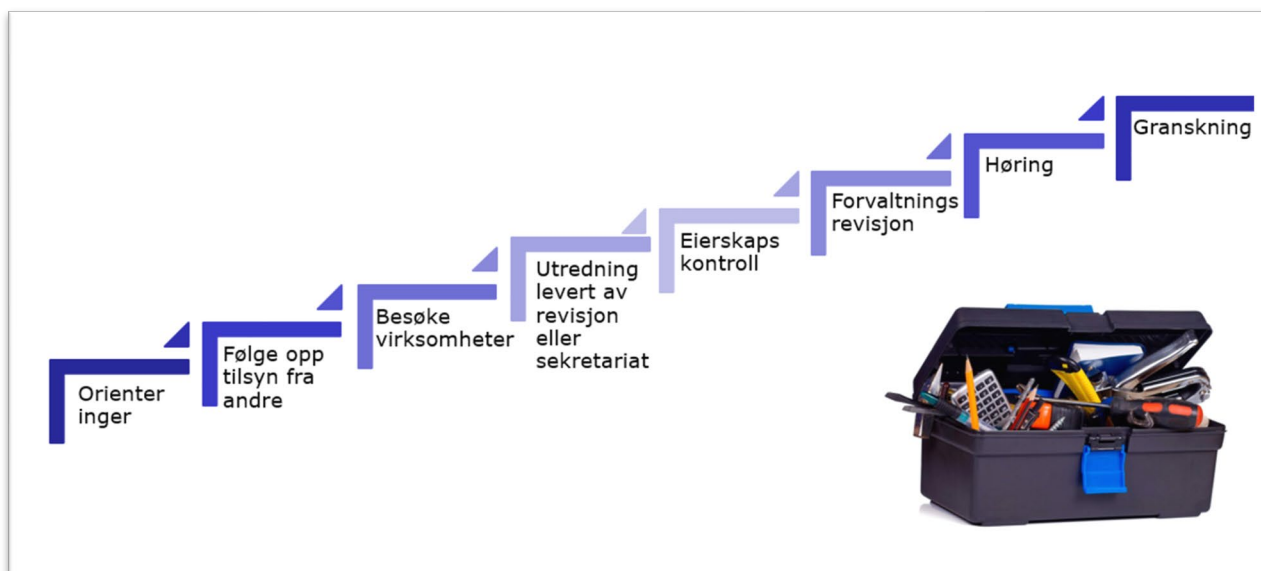 Orienter
inger
Følge opp
tilsyn fra
andre
Besøke
virksomheter
Utredning
levert av
revisjon
eller
sekretariat
Eierskaps
kontroll
Forvaltnings
revisjon
Høring
Granskning